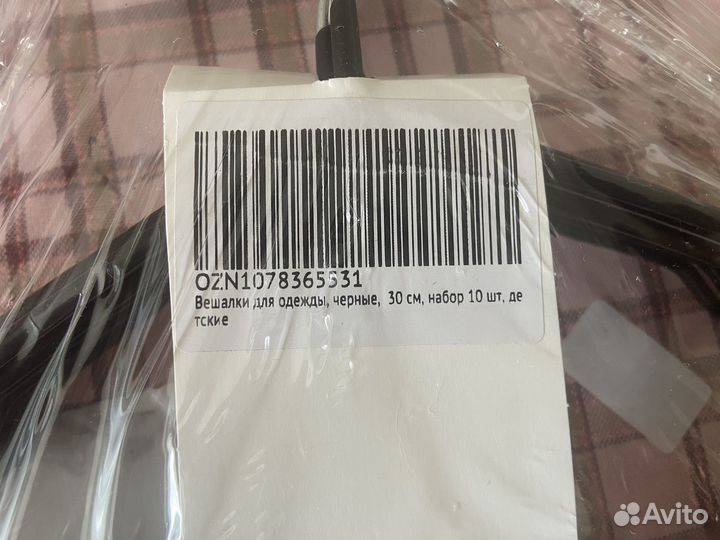 OZN1078365531
Вешалки для одежды, черные, 30 см, набор 10 шт, де
тские
Avito